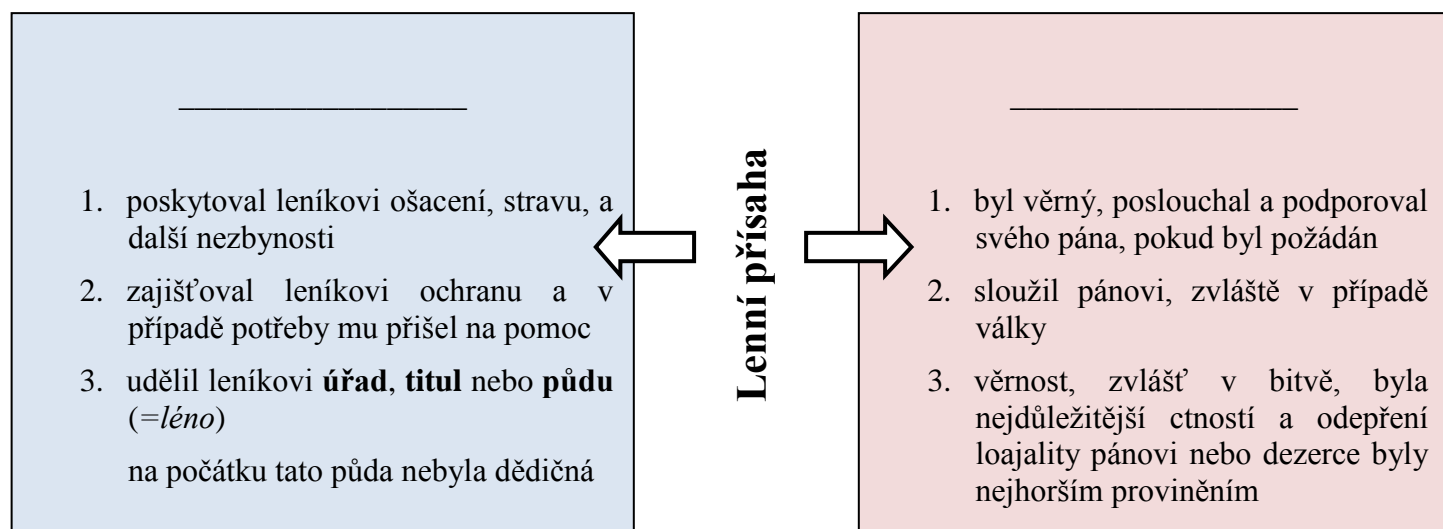 __________________
1. poskytoval leníkovi ošacení, stravu, a
další nezbynosti
2. zajišťoval leníkovi ochranu a v
případě potřeby mu přišel na pomoc
3. udělil leníkovi úřad, titul nebo půdu
(=léno)
na počátku tato půda nebyla dědičná
Lenní přísaha
__________________
1. byl věrný, poslouchal a podporoval
svého pána, pokud byl požádán
2. sloužil pánovi, zvláště v případě
války
3. věrnost, zvlášť v bitvě, byla
nejdůležitější ctností a odepření
loajality pánovi nebo dezerce byly
nejhorším proviněním